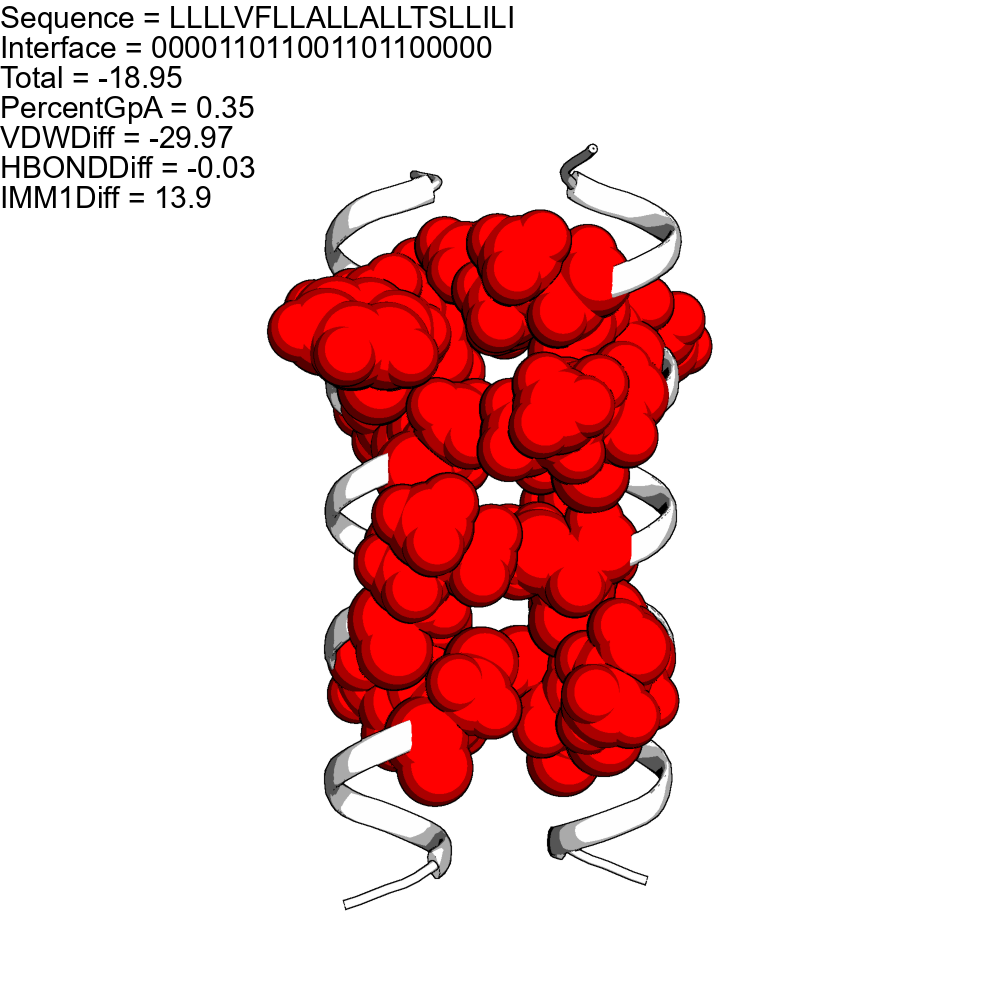 Sequence = LLLLVFLLALLALLTSLLILI
Interface = 000011011001101100000
Total = -18.95
PercentGpA = 0.35
VDWDiff = -29.97
HBONDDiff = -0.03
IMM1Diff = 13.9